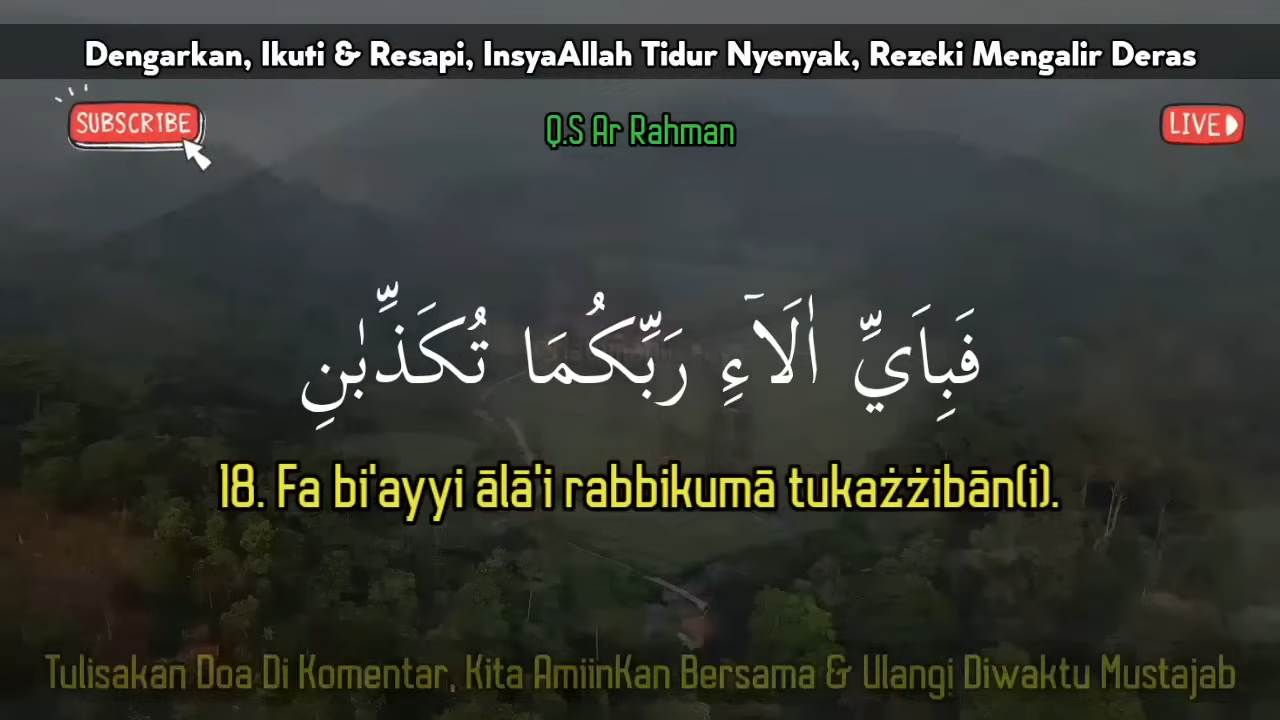 Dengarkan, Ikuti & Resapi, InsyaAllah Tidur Nyenyak, Rezeki Mengalir Deras
SUBSCRIBE
LIVE
Q.S Ar Rahman
فَبِاَيِّ اٰلَاۤءِ رَبِّكُمَا تُكَذِّبٰنِ
18. Fa bi'ayyi ālā'i rabbikumā tukażżibān(i).
Tulisakan Doa Di Komentar, Kita AmiinKan Bersama & Ulangi Diwaktu Mustajab